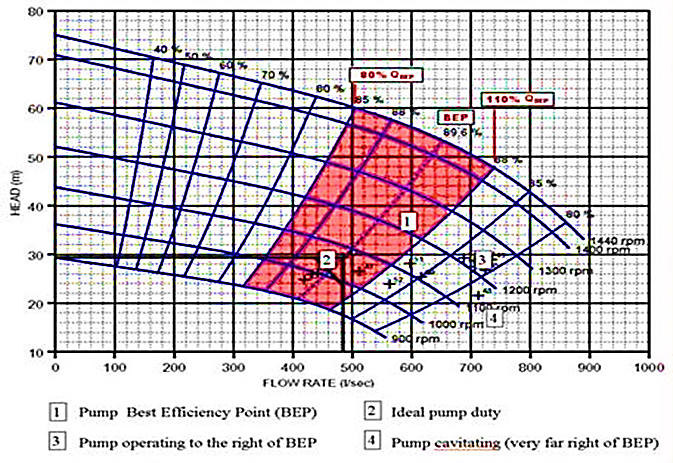 80
70
60
50
40
30
20
10
HEAD (m)
0
100
200
300
400
500
600
700
800
900
1000
FLOW RATE (l/sec)
40 %
50 %
60 %
70 %
80 %
85 %
88 %
89.6 %
88 %
85 %
80 %
80% QBEP
BEP
110% QBEP
1440 rpm
1400 rpm
1300 rpm
1200 rpm
1100 rpm
1000 rpm
900 rpm
1
2
3
4
1 Pump Best Efficiency Point (BEP)
2 Ideal pump duty
3 Pump operating to the right of BEP
4 Pump cavitating (very far right of BEP)